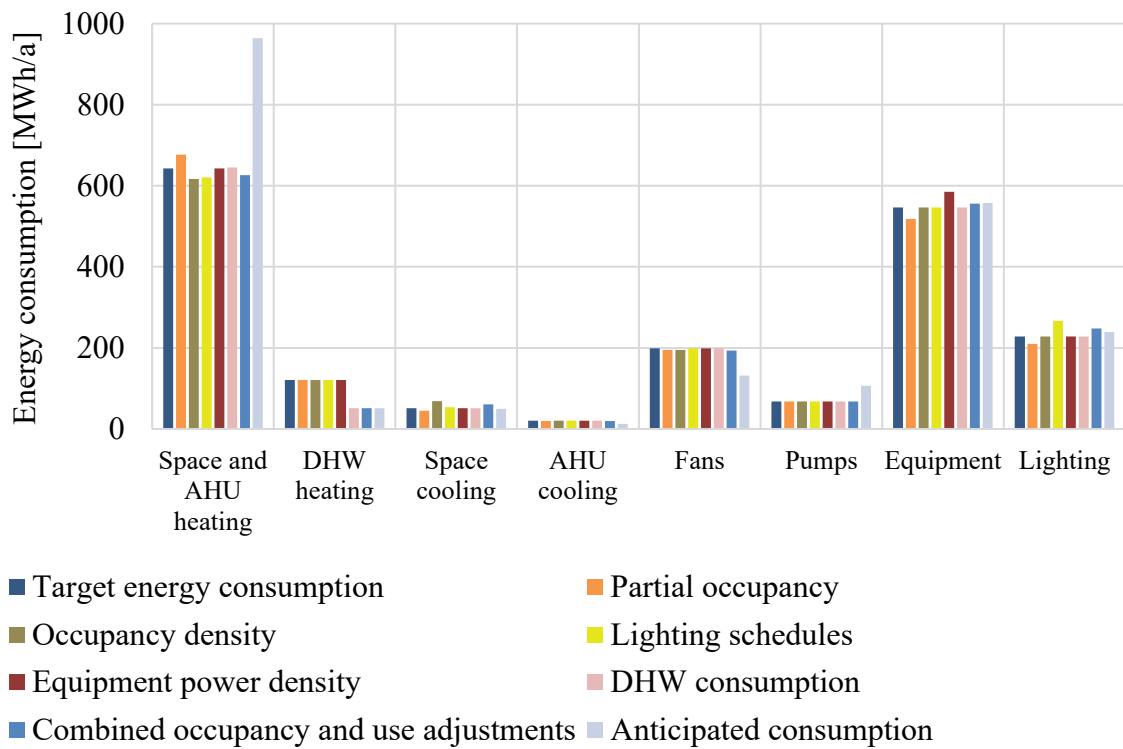 Energy consumption [MWh/a]
1000
800
600
400
200
0
Space and
AHU
heating
DHW
heating
Space
cooling
AHU
cooling
Fans
Pumps
Equipment
Lighting
Target energy consumption
Partial occupancy
Occupancy density
Lighting schedules
Equipment power density
DHW consumption
Combined occupancy and use adjustments
Anticipated consumption